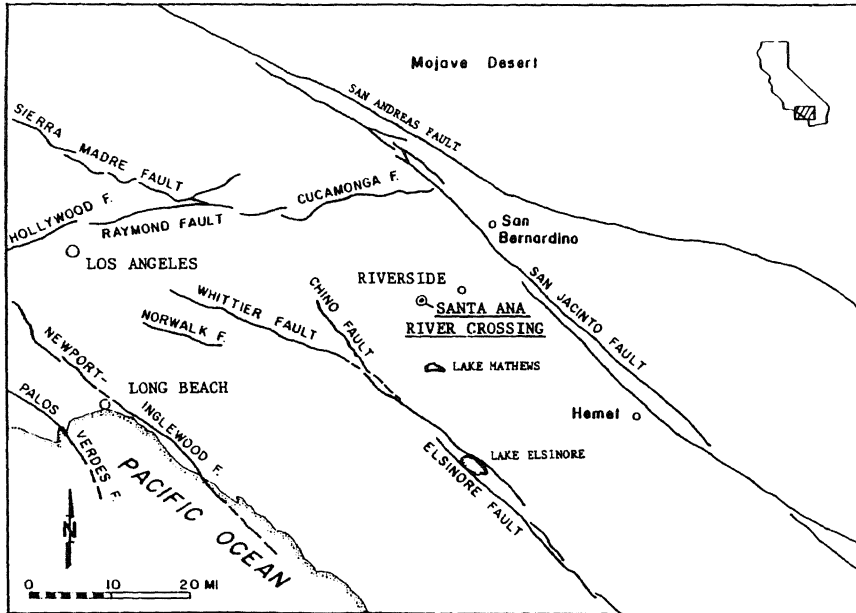 Mojave Desert
SAN ANDREAS FAULT
SIERRA
MADRE FAULT
CUCAMONGA F.
HOLLYWOOD F.
RAYMOND FAULT
San
Bernardino
LOS ANGELES
RIVERSIDE
SANTA ANA
RIVER CROSSING
SAN JACINTO FAULT
WHITTIER FAULT
CHINO FAULT
NORWALK F.
LAKE MATHEWS
NEWPORT-
INGLEWOOD F.
LONG BEACH
PALOS
VERDES F.
Hemet
LAKE ELSINORE
ELSINORE FAULT
PACIFIC OCEAN
N
0 10 20 MI